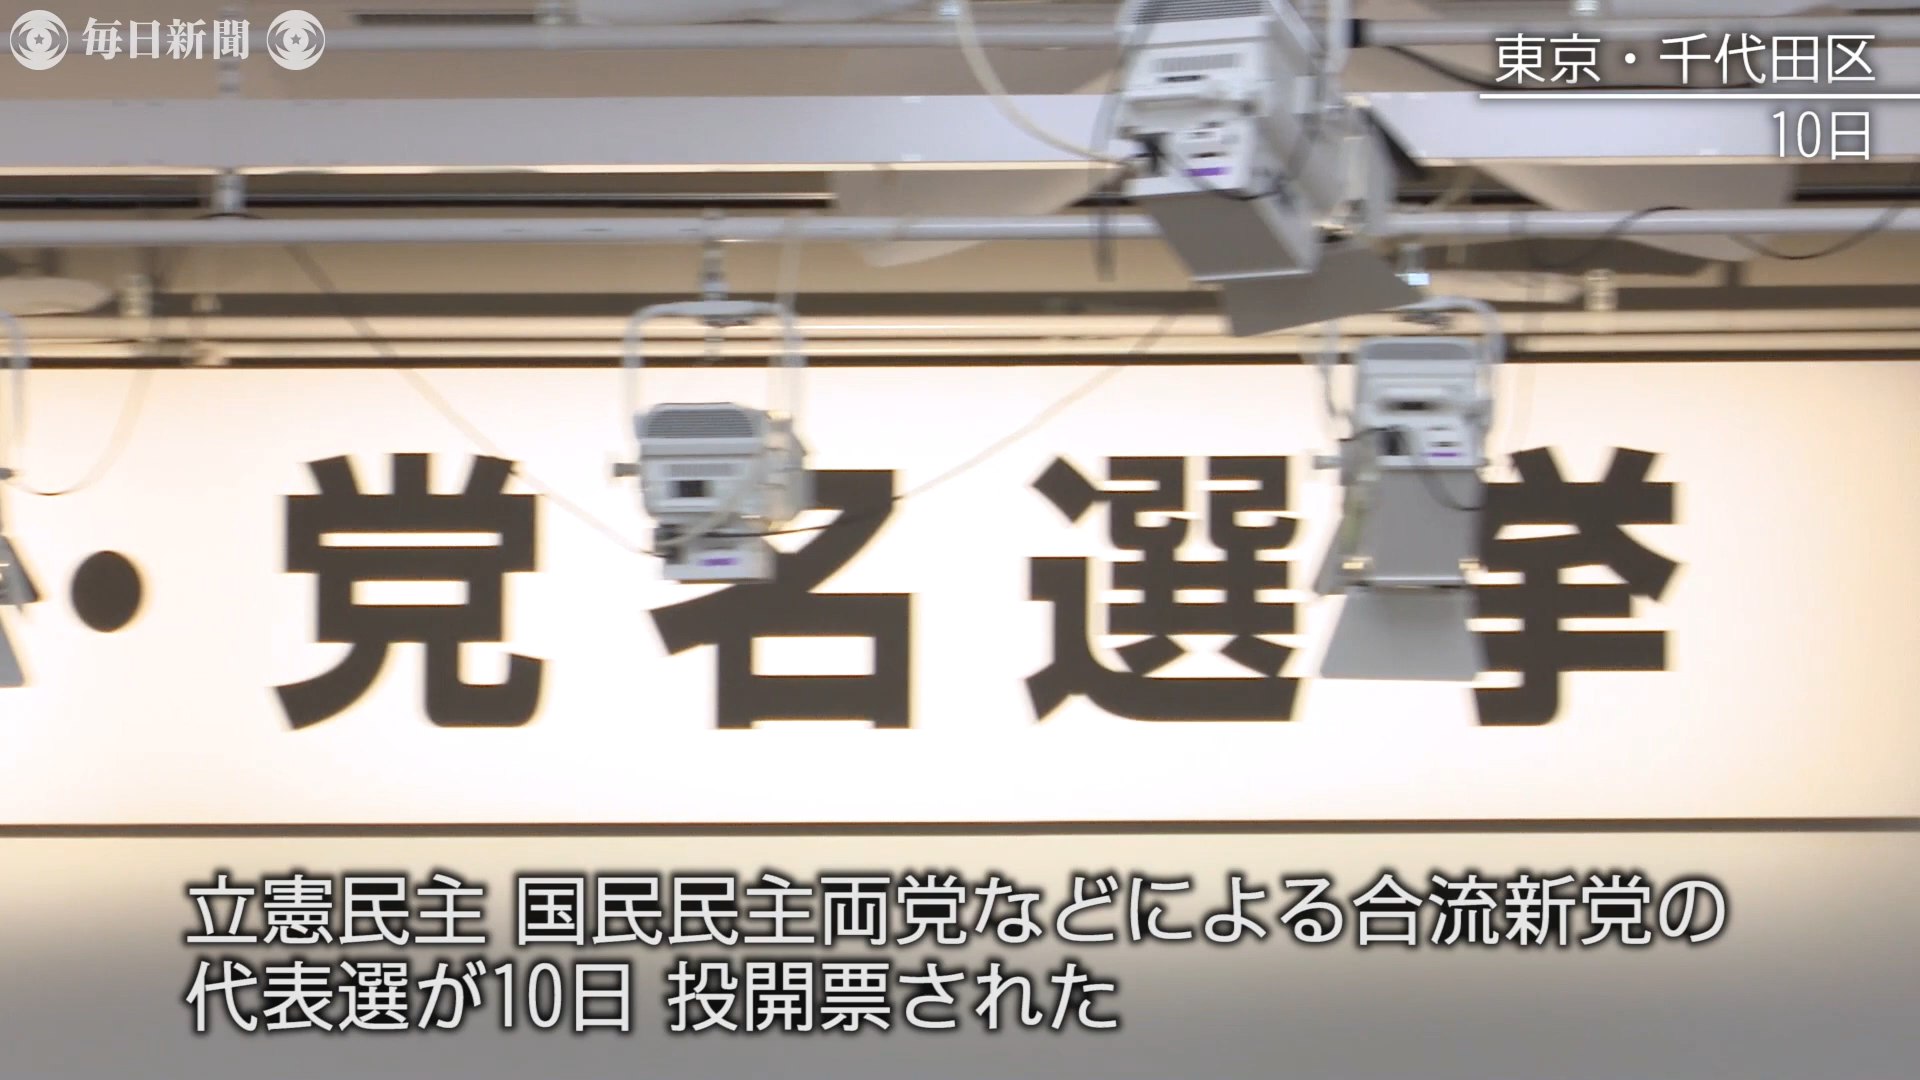 毎日新聞
東京・千代田区
10日
・党名選挙
立憲民主 国民民主両党などによる合流新党の
代表選が10日 投開票された